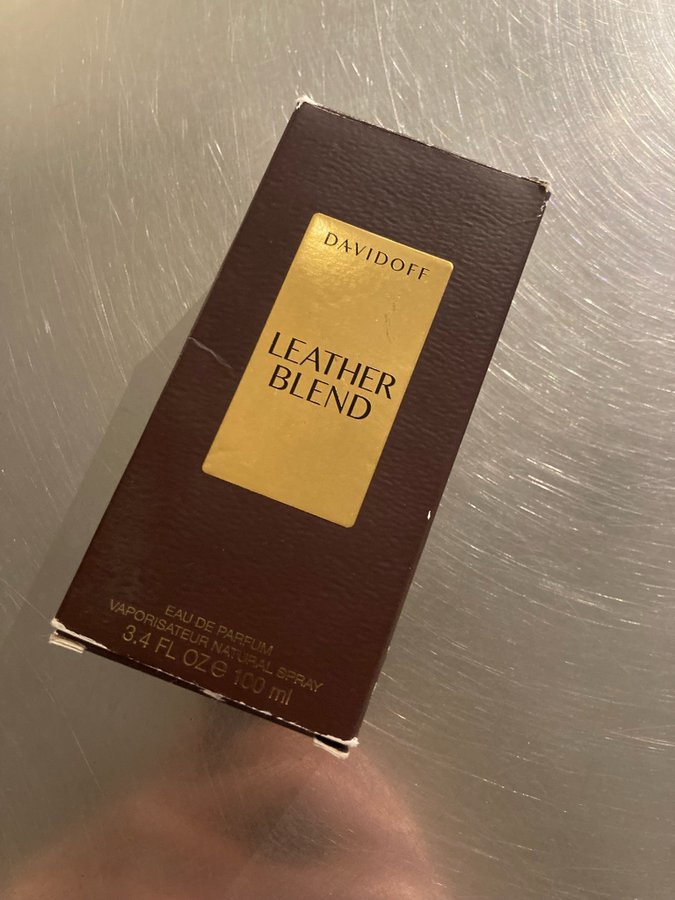 DAVIDOFF
LEATHER
BLEND
EAU DE PARFUM
VAPORISATEUR NATURAL SPRAY
3.4 FL OZ ℮ 100 ml